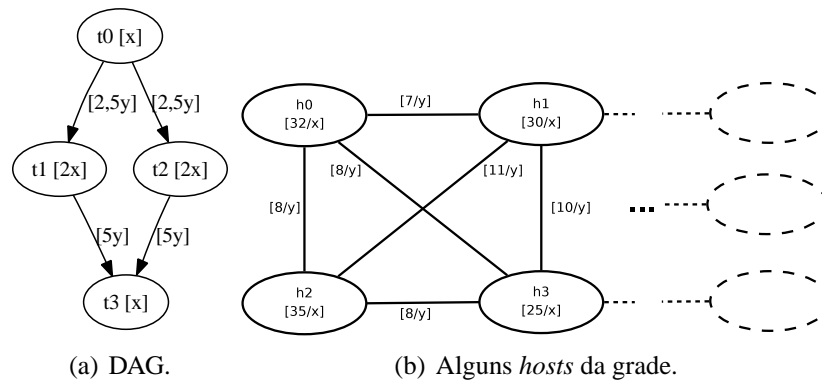 t0 [x]
[2,5y]
[2,5y]
t1 [2x]
t2 [2x]
[5y]
[5y]
t3 [x]
(a) DAG.
h0
[32/x]
[7/y]
h1
[30/x]
[8/y]
[8/y]
[11/y]
[10/y]
...
h2
[35/x]
[8/y]
h3
[25/x]
(b) Alguns hosts da grade.